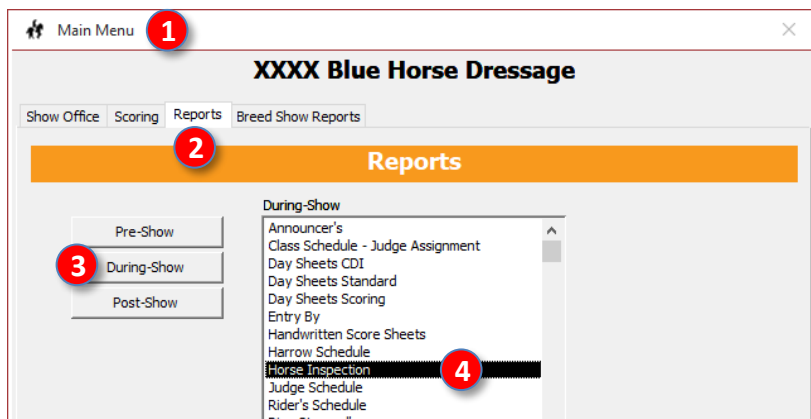 Main Menu 1
XXXX Blue Horse Dressage
Show Office Scoring Reports Breed Show Reports
2
Reports
During-Show
Pre-Show
3 During-Show
Post-Show
Announcer's
Class Schedule - Judge Assignment
Day Sheets CDI
Day Sheets Standard
Day Sheets Scoring
Entry By
Handwritten Score Sheets
Harrow Schedule
Horse Inspection 4
Judge Schedule
Rider's Schedule